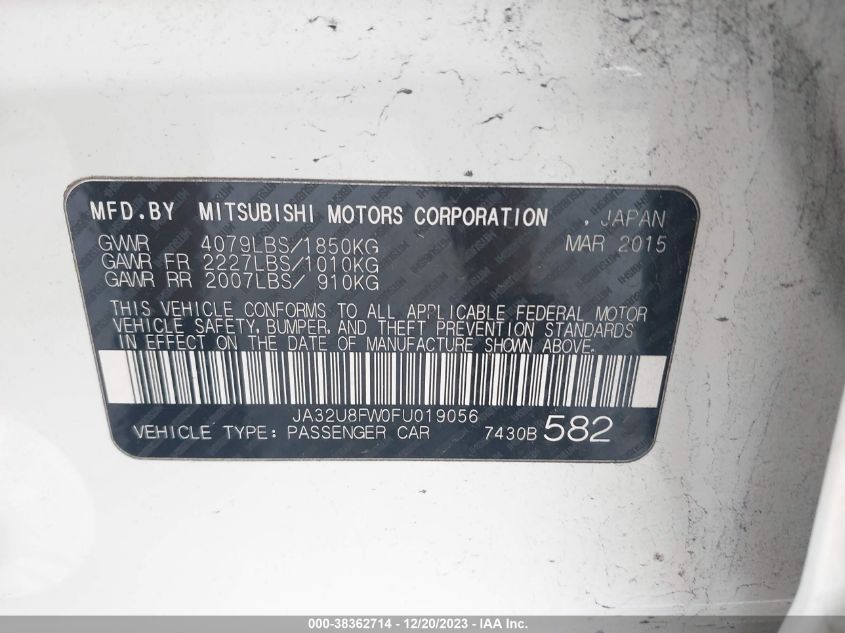 MFD.BY MITSUBISHI MOTORS CORPORATION , JAPAN
GVWR 4079LBS/1850KG MAR 2015
GAWR FR 2227LBS/1010KG
GAWR RR 2007LBS/ 910KG
THIS VEHICLE CONFORMS TO ALL APPLICABLE FEDERAL MOTOR
VEHICLE SAFETY, BUMPER, AND THEFT PREVENTION STANDARDS
IN EFFECT ON THE DATE OF MANUFACTURE SHOWN ABOVE.
JA32U8FW0FU019056
VEHICLE TYPE: PASSENGER CAR 7430B 582
000-38362714 - 12/20/2023 - IAA Inc.